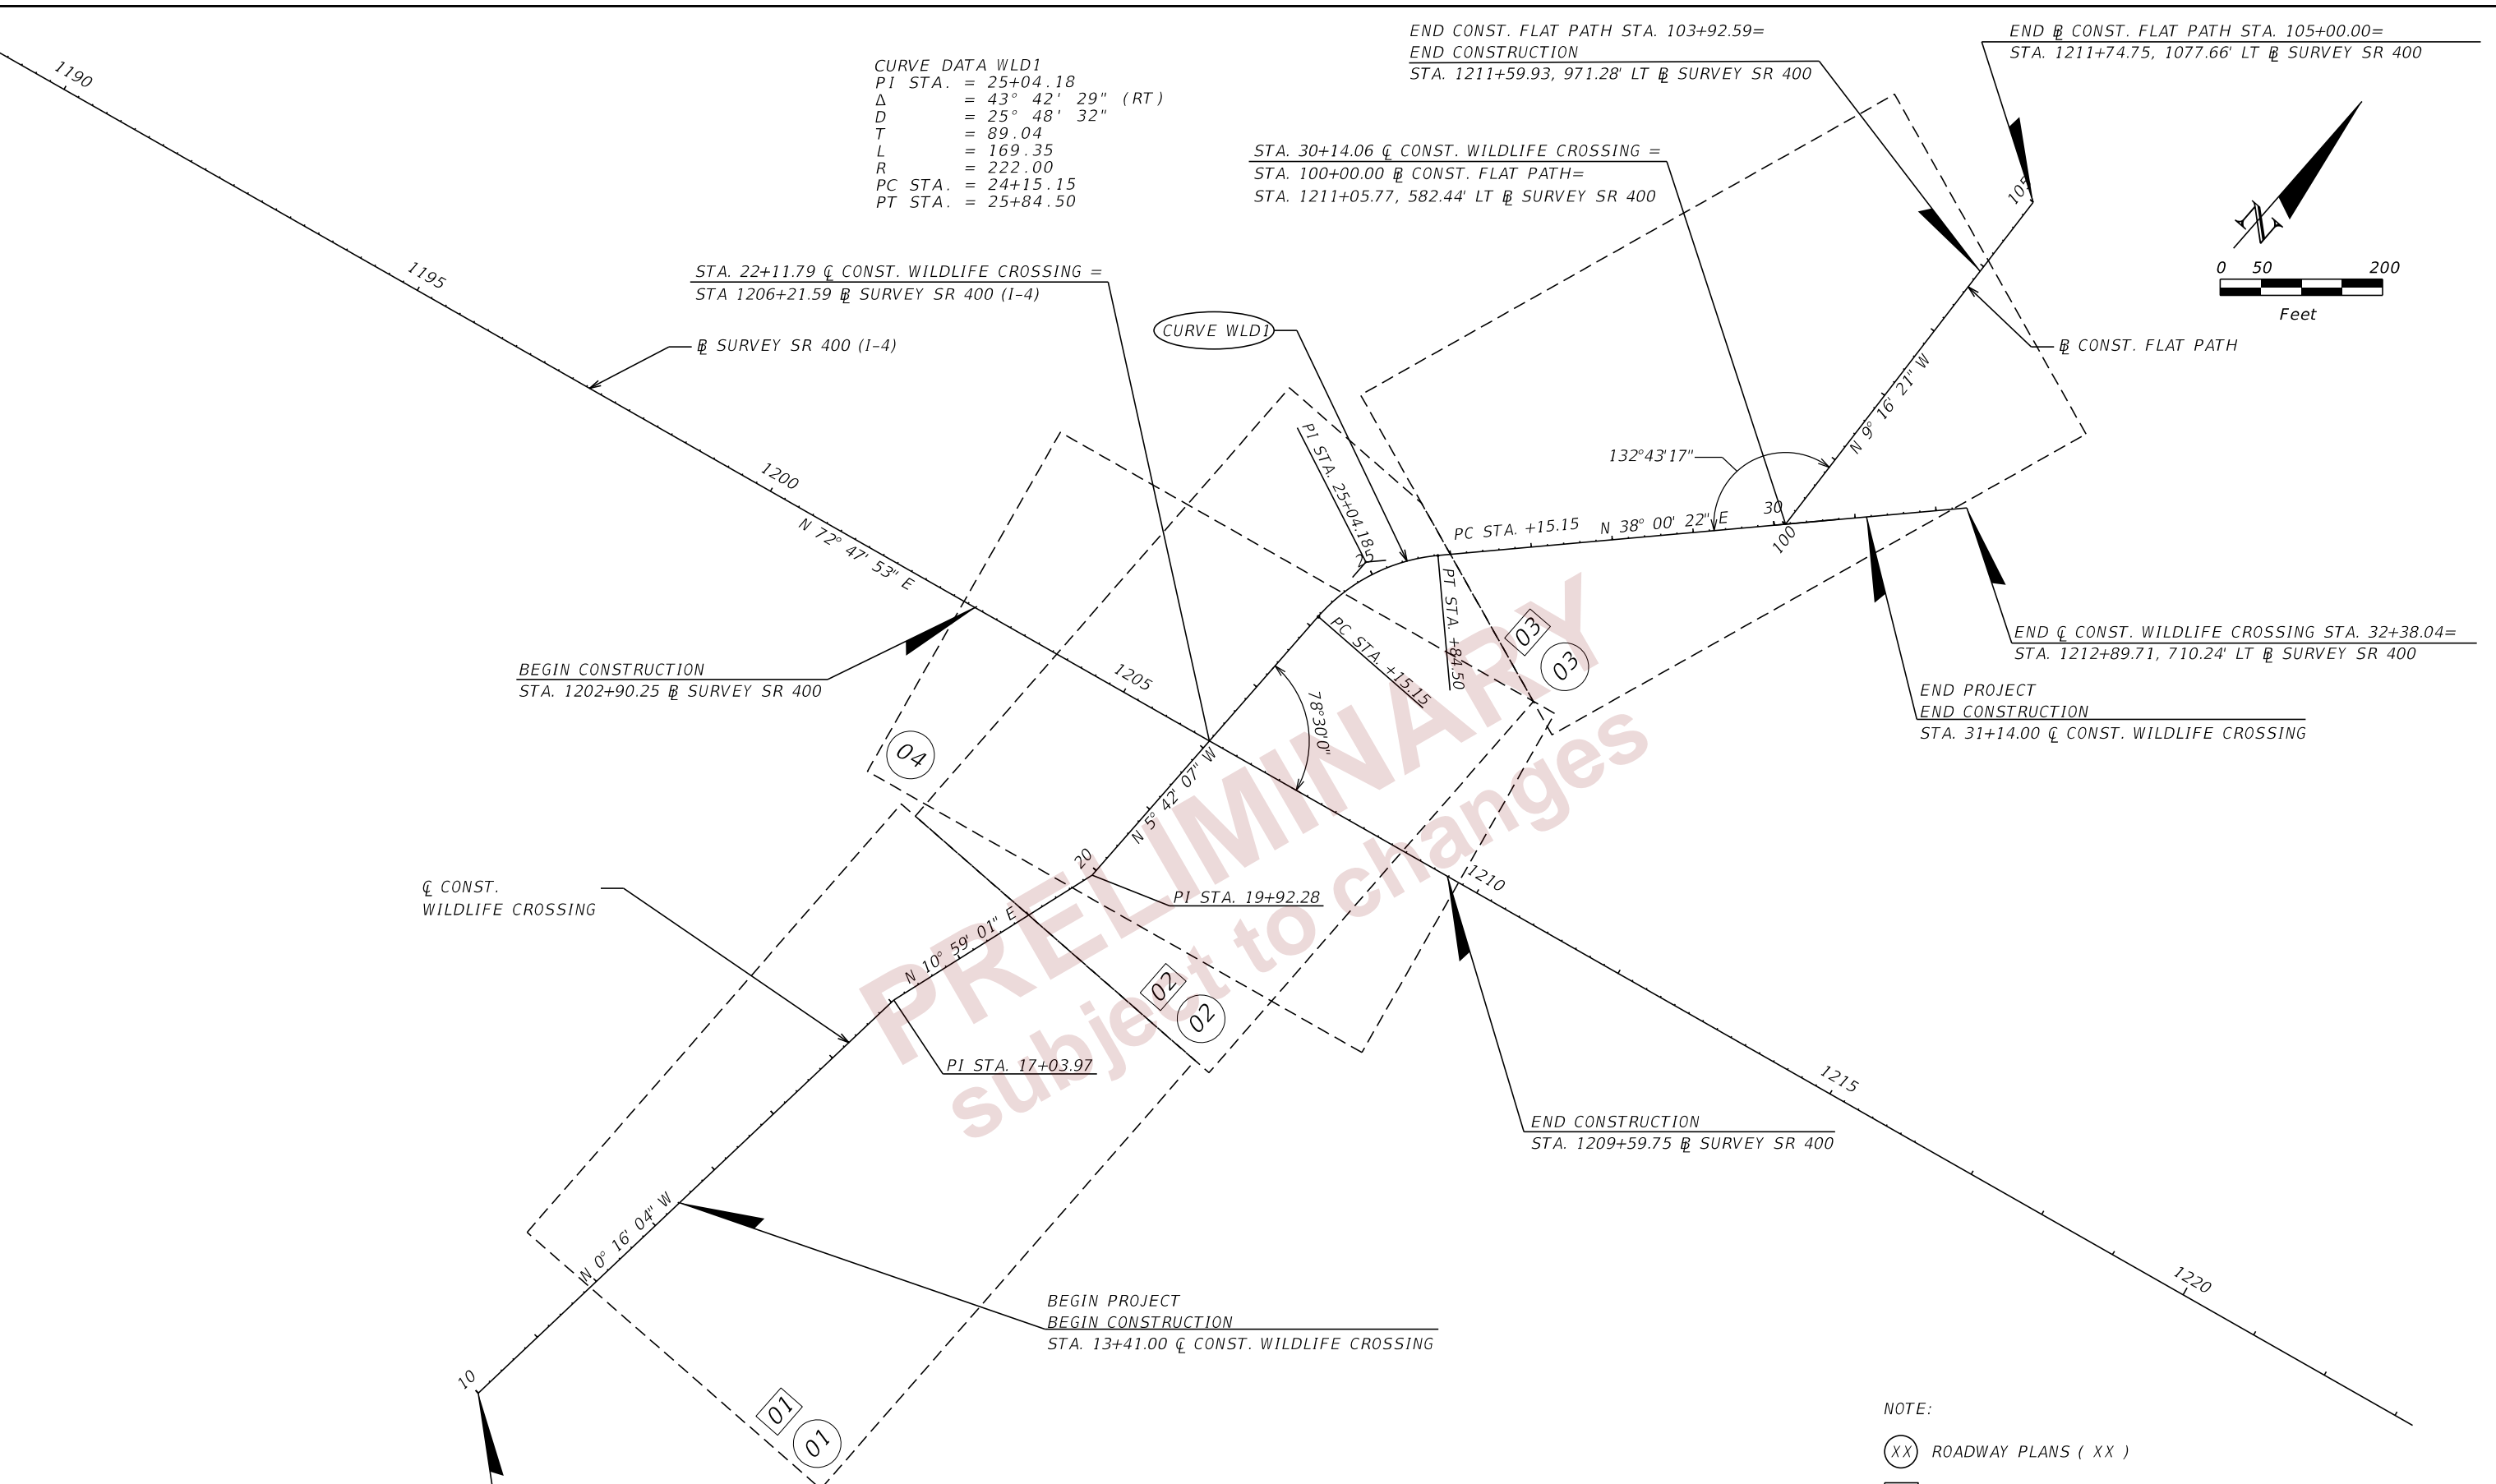 END CONST. FLAT PATH STA. 103+92.59=
END CONSTRUCTION
STA. 1211+59.93, 971.28' LT ⅊ SURVEY SR 400
END ⅊ CONST. FLAT PATH STA. 105+00.00=
STA. 1211+74.75, 1077.66' LT ⅊ SURVEY SR 400
1190
CURVE DATA WLD1
PI STA. = 25+04.18
Δ = 43° 42' 29" (RT)
D = 25° 48' 32"
T = 89.04
L = 169.35
R = 222.00
PC STA. = 24+15.15
PT STA. = 25+84.50
STA. 30+14.06 ℄ CONST. WILDLIFE CROSSING =
STA. 100+00.00 ⅊ CONST. FLAT PATH=
STA. 1211+05.77, 582.44' LT ⅊ SURVEY SR 400
105
N
0 50 200
Feet
1195
STA. 22+11.79 ℄ CONST. WILDLIFE CROSSING =
STA 1206+21.59 ⅊ SURVEY SR 400 (I-4)
CURVE WLD1
⅊ SURVEY SR 400 (I-4)
⅊ CONST. FLAT PATH
N 9° 16' 21" W
132°43'17"
PI STA. 25+04.18
1200
N 72° 47' 53" E
30
PC STA. +15.15
N 38° 00' 22" E
100
25
PT STA. +84.50
03
03
PC STA. +15.15
END ℄ CONST. WILDLIFE CROSSING STA. 32+38.04=
STA. 1212+89.71, 710.24' LT ⅊ SURVEY SR 400
BEGIN CONSTRUCTION
STA. 1202+90.25 ⅊ SURVEY SR 400
1205
END PROJECT
END CONSTRUCTION
STA. 31+14.00 ℄ CONST. WILDLIFE CROSSING
78°30'0"
04
N 5° 42' 07" W
PRELIMINARY
subject to changes
20
1210
℄ CONST.
WILDLIFE CROSSING
PI STA. 19+92.28
N 10° 59' 01" E
02
02
PI STA. 17+03.97
1215
END CONSTRUCTION
STA. 1209+59.75 ⅊ SURVEY SR 400
N 0° 16' 04" W
1220
BEGIN PROJECT
BEGIN CONSTRUCTION
STA. 13+41.00 ℄ CONST. WILDLIFE CROSSING
10
01
01
NOTE:
XX ROADWAY PLANS ( XX )